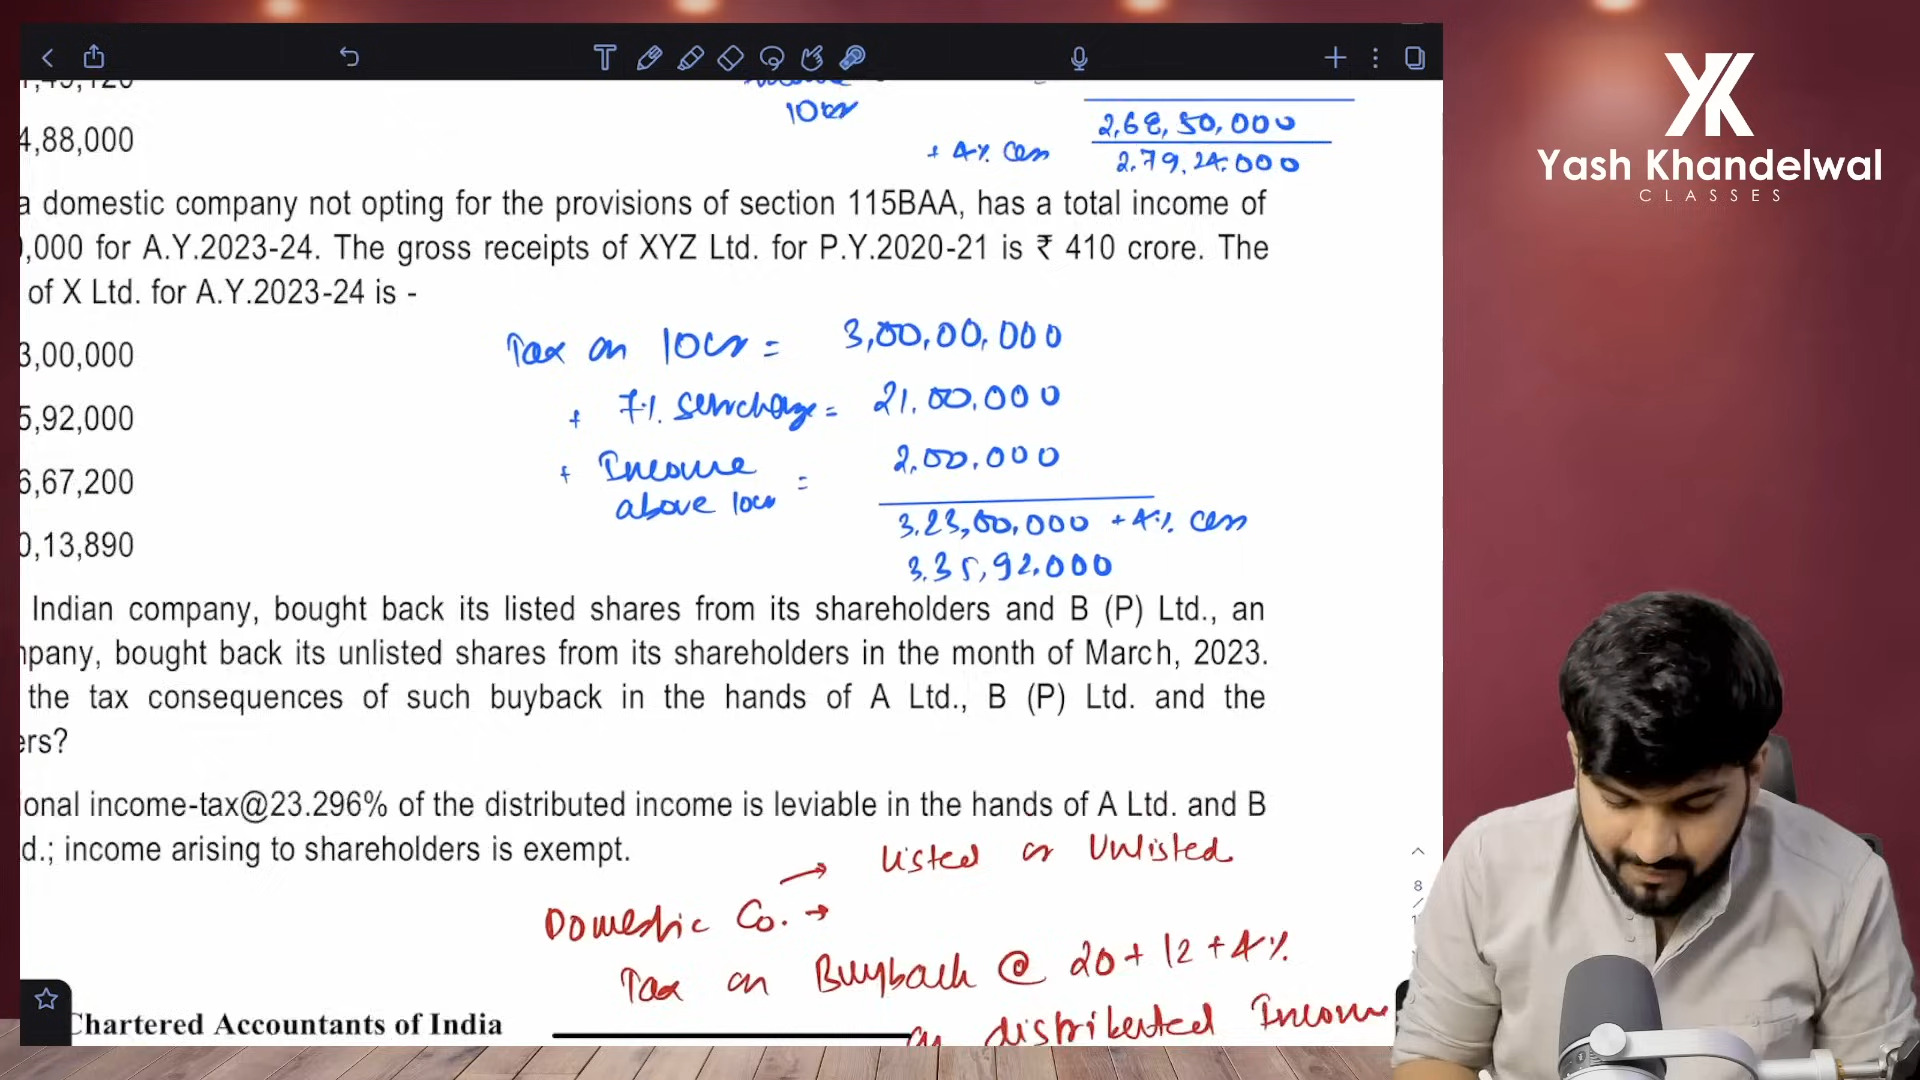 4,88,000
10cr
2,68,50,000
+ 4% Cess
2,79,24,000
a domestic company not opting for the provisions of section 115BAA, has a total income of
,000 for A.Y.2023-24. The gross receipts of XYZ Ltd. for P.Y.2020-21 is ₹ 410 crore. The
of X Ltd. for A.Y.2023-24 is -
3,00,000
5,92,000
6,67,200
0,13,890
Tax on 10cr = 3,00,00,000
+ 7% Surcharge = 21,00,000
+ Income above 10cr = 2,00,000
3,23,00,000 + 4% cess
3,35,92,000
Indian company, bought back its listed shares from its shareholders and B (P) Ltd., an
mpany, bought back its unlisted shares from its shareholders in the month of March, 2023.
the tax consequences of such buyback in the hands of A Ltd., B (P) Ltd. and the
ers?
ional income-tax@23.296% of the distributed income is leviable in the hands of A Ltd. and B
d.; income arising to shareholders is exempt.
Domestic Co. → Listed or Unlisted
→
Tax on Buyback @ 20 + 12 + 4%
on distributed Income
Chartered Accountants of India
8
YK
Yash Khandelwal
CLASSES